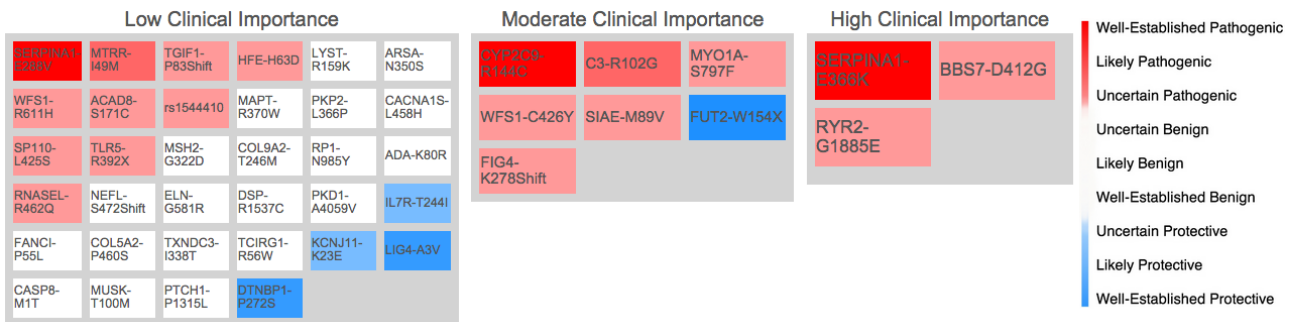 Low Clinical Importance
SERPINA1-
E288V
MTRR-
I49M
TGIF1-
P83Shift
HFE-H63D
LYST-
R159K
ARSA-
N350S
WFS1-
R611H
ACAD8-
S171C
rs1544410
MAPT-
R370W
PKP2-
L366P
CACNA1S-
L458H
SP110-
L425S
TLR5-
R392X
MSH2-
G322D
COL9A2-
T246M
RP1-
N985Y
ADA-K80R
RNASEL-
R462Q
NEFL-
S472Shift
ELN-
G581R
DSP-
R1537C
PKD1-
A4059V
IL7R-T244I
FANCI-
P55L
COL5A2-
P460S
TXNDC3-
I338T
TCIRG1-
R56W
KCNJ11-
K23E
LIG4-A3V
CASP8-
M1T
MUSK-
T100M
PTCH1-
P1315L
DTNBP1-
P272S
Moderate Clinical Importance
CYP2C9-
R144C
C3-R102G
MYO1A-
S797F
WFS1-C426Y
SIAE-M89V
FUT2-W154X
FIG4-
K278Shift
High Clinical Importance
SERPINA1-
E366K
BBS7-D412G
RYR2-
G1885E
Well-Established Pathogenic
Likely Pathogenic
Uncertain Pathogenic
Uncertain Benign
Likely Benign
Well-Established Benign
Uncertain Protective
Likely Protective
Well-Established Protective